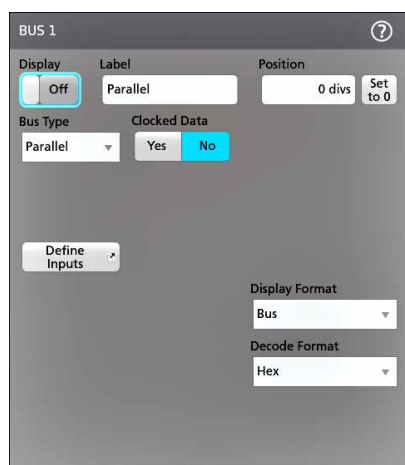 BUS 1 ?
Display Label Position
Off Parallel 0 divs Set
to 0
Bus Type Clocked Data
Parallel Yes No
Define
Inputs
Display Format
Bus
Decode Format
Hex